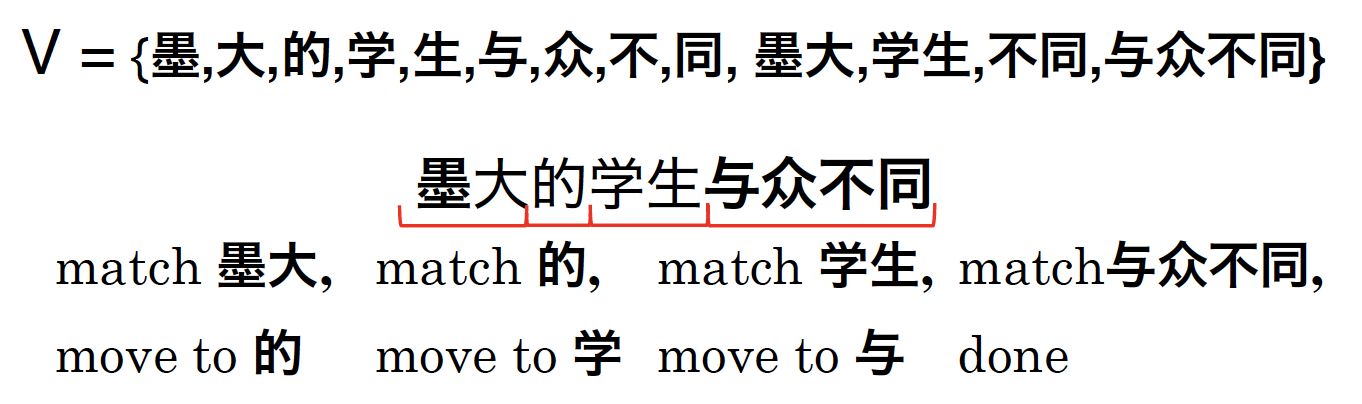 V = {墨,大,的,学,生,与,众,不,同, 墨大,学生,不同,与众不同}
墨大的学生与众不同
match 墨大, match 的, match 学生, match与众不同,
move to 的 move to 学 move to 与 done